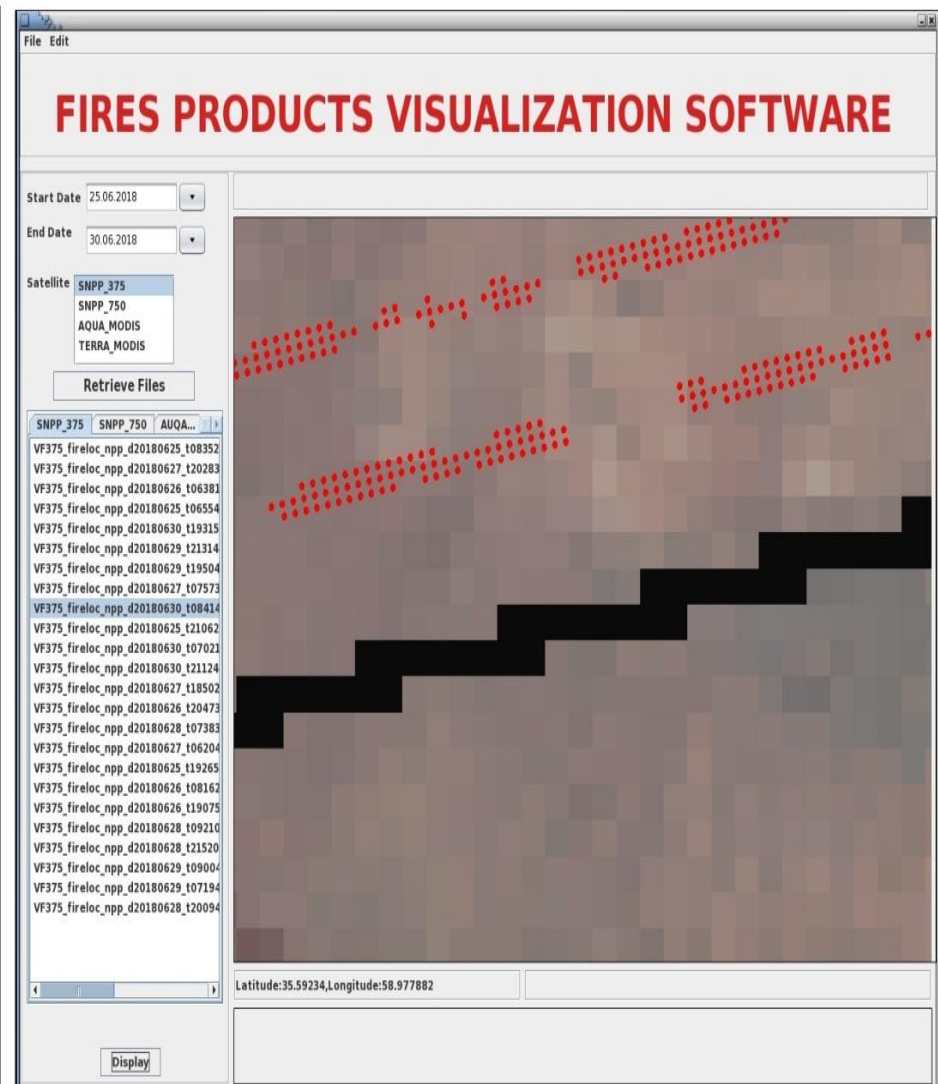 File Edit
FIRES PRODUCTS VISUALIZATION SOFTWARE
Start Date 25.06.2018
End Date 30.06.2018
Satellite SNPP_375
SNPP_750
AQUA_MODIS
TERRA_MODIS
Retrieve Files
SNPP_375 SNPP_750 AUQA...
VF375_fireloc_npp_d20180625_t08352
VF375_fireloc_npp_d20180627_t20283
VF375_fireloc_npp_d20180626_t06381
VF375_fireloc_npp_d20180625_t06554
VF375_fireloc_npp_d20180630_t19315
VF375_fireloc_npp_d20180629_t21314
VF375_fireloc_npp_d20180629_t19504
VF375_fireloc_npp_d20180627_t07573
VF375_fireloc_npp_d20180630_t08414
VF375_fireloc_npp_d20180625_t21062
VF375_fireloc_npp_d20180630_t07021
VF375_fireloc_npp_d20180630_t21124
VF375_fireloc_npp_d20180627_t18502
VF375_fireloc_npp_d20180626_t20473
VF375_fireloc_npp_d20180628_t07383
VF375_fireloc_npp_d20180627_t06204
VF375_fireloc_npp_d20180625_t19265
VF375_fireloc_npp_d20180626_t08162
VF375_fireloc_npp_d20180626_t19075
VF375_fireloc_npp_d20180628_t09210
VF375_fireloc_npp_d20180628_t21520
VF375_fireloc_npp_d20180629_t09004
VF375_fireloc_npp_d20180629_t07194
VF375_fireloc_npp_d20180628_t20094
Latitude:35.59234,Longitude:58.977882
Display